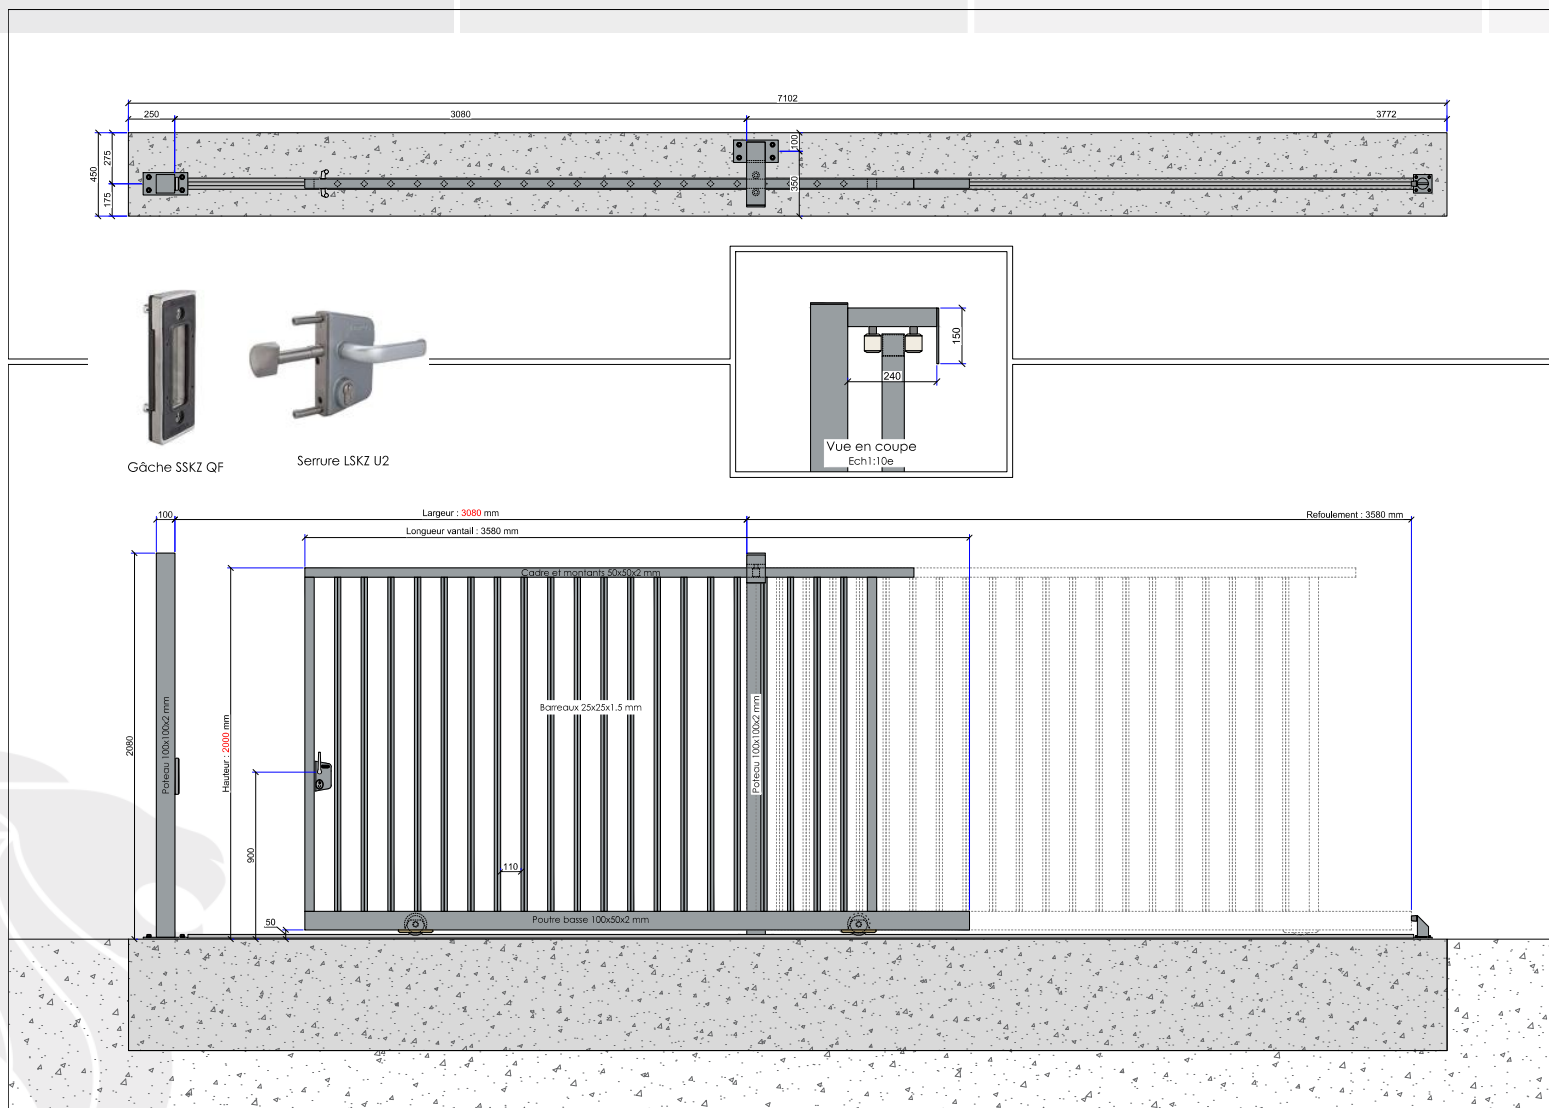 7102
250
3080
3772
450
275
175
100
350
150
240
Vue en coupe
Ech1:10e
Gâche SSKZ QF
Serrure LSKZ U2
100
Largeur : 3080 mm
Refoulement : 3580 mm
Longueur vantail : 3580 mm
Cadre et montants 50x50x2 mm
2080
Poteau 100x100x2 mm
Hauteur : 2000 mm
Barreaux 25x25x1.5 mm
Poteau 100x100x2 mm
900
110
50
Poutre basse 100x50x2 mm